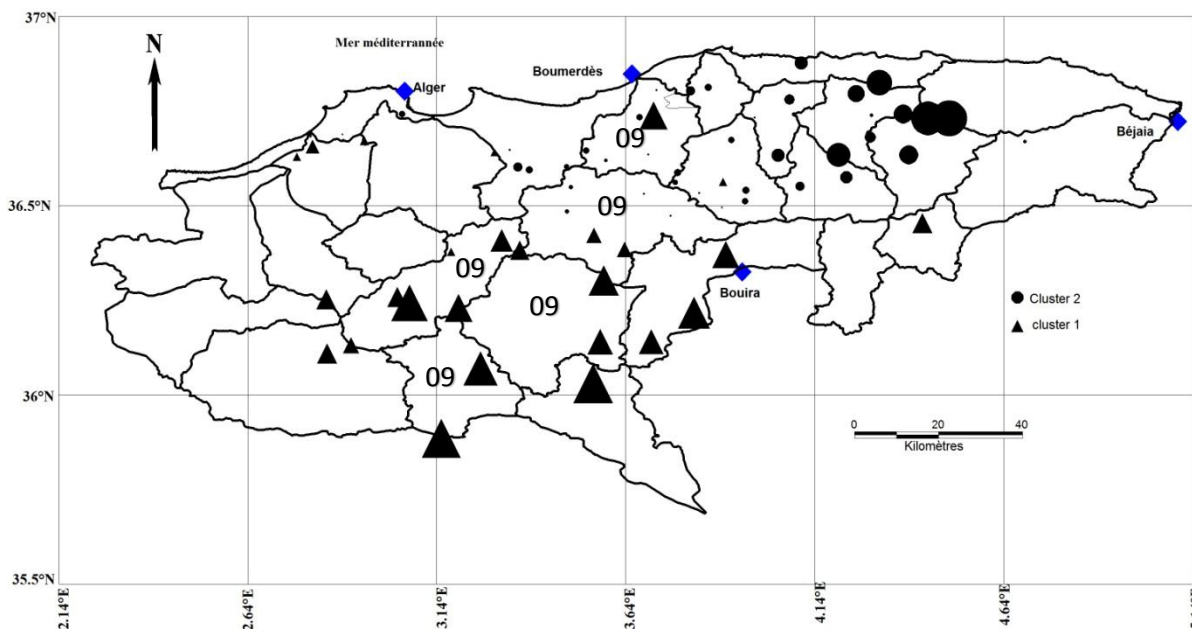 37°N
N
Mer méditerrannée
Alger
Boumerdès
Béjaia
09
36.5°N
09
09
09
Bouira
Cluster 2
cluster 1
09
36°N
0 20 40
Kilomètres
35.5°N
2.14°E 2.64°E 3.14°E 3.64°E 4.14°E 4.64°E